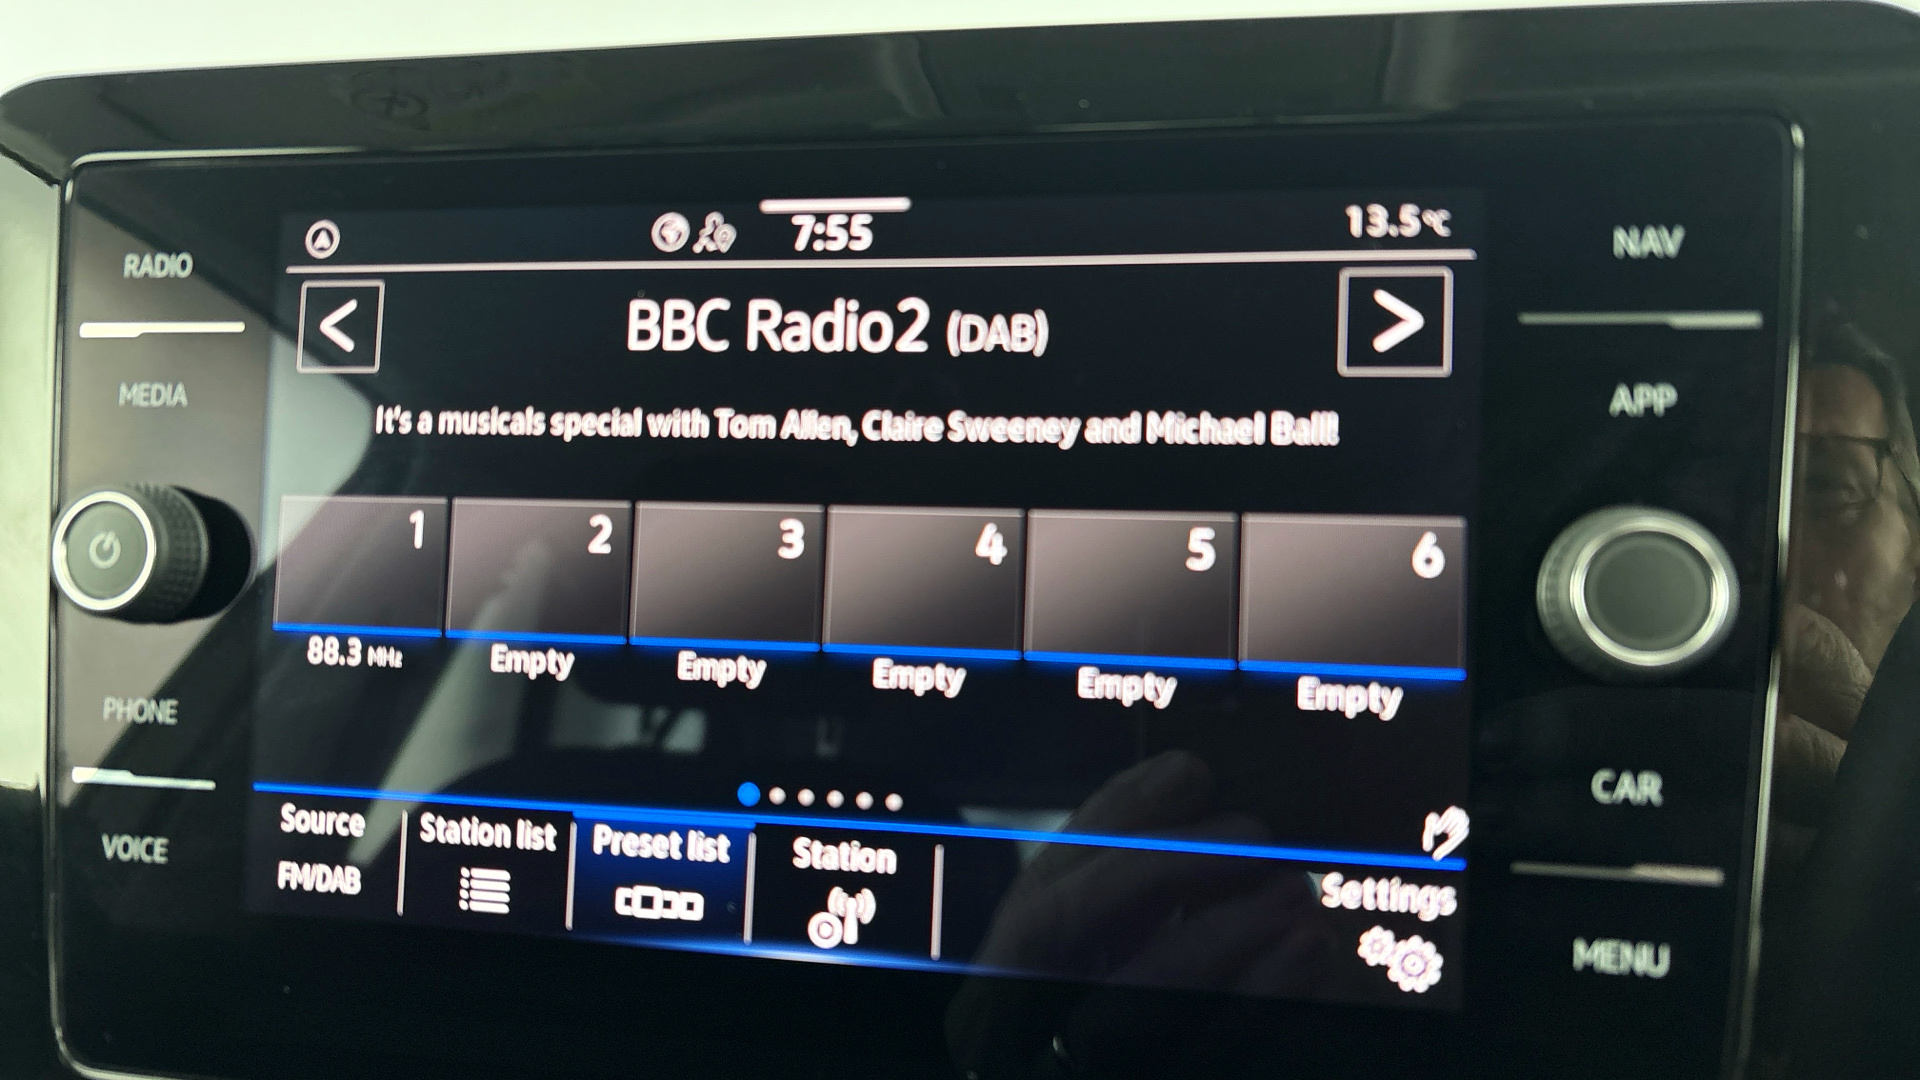 7:55
13.5°C
RADIO
MEDIA
PHONE
VOICE
< BBC Radio2 (DAB) >
It's a musicals special with Tom Allen, Claire Sweeney and Michael Ball!
1 2 3 4 5 6
88.3 MHz Empty Empty Empty Empty Empty
Source Station list Preset list Station Settings
FM/DAB
NAV
APP
CAR
MENU